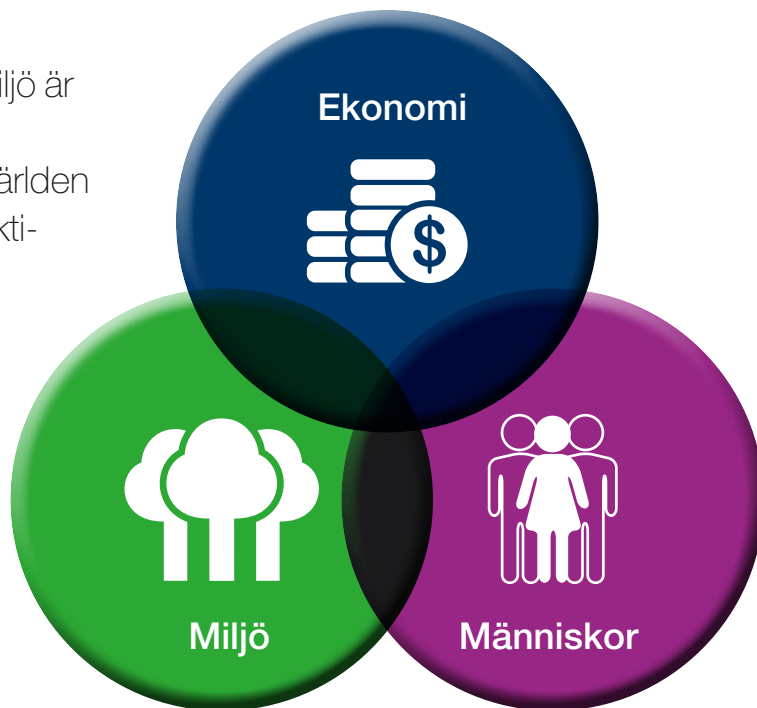 iljö är
ärlden
kti-
Ekonomi
$
Miljö
Människor